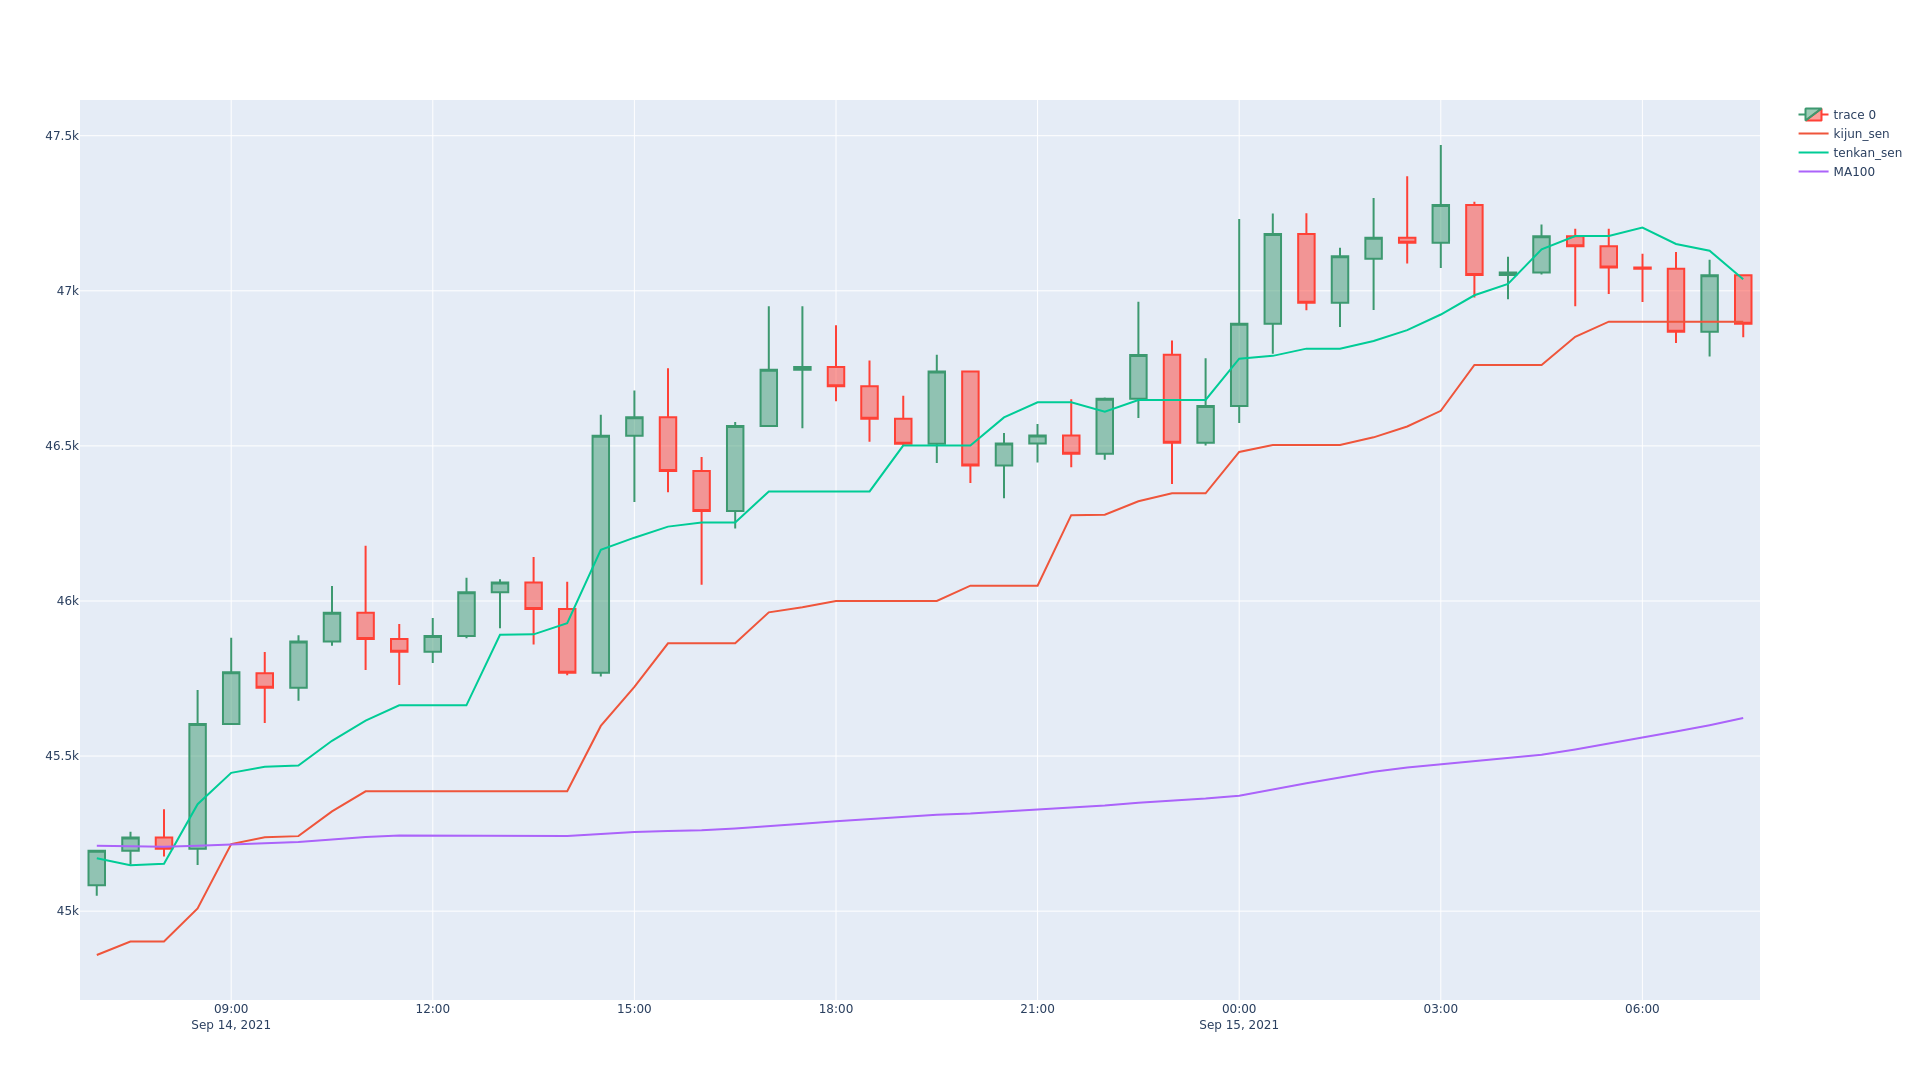 47.5k
47k
46.5k
46k
45.5k
45k
09:00
Sep 14, 2021
12:00
15:00
18:00
21:00
00:00
Sep 15, 2021
03:00
06:00
trace 0
kijun_sen
tenkan_sen
MA100